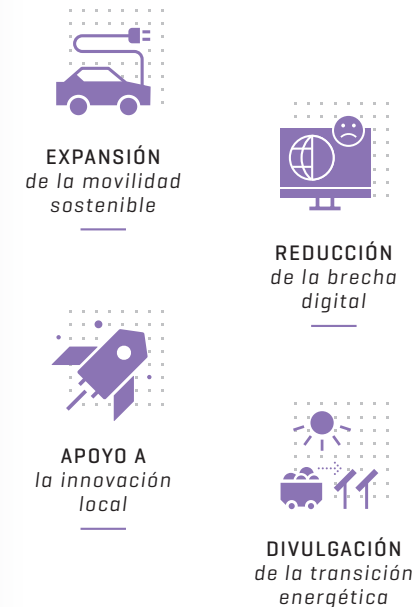 EXPANSIÓN
de la movilidad
sostenible
REDUCCIÓN
de la brecha
digital
APOYO A
la innovación
local
DIVULGACIÓN
de la transición
energética